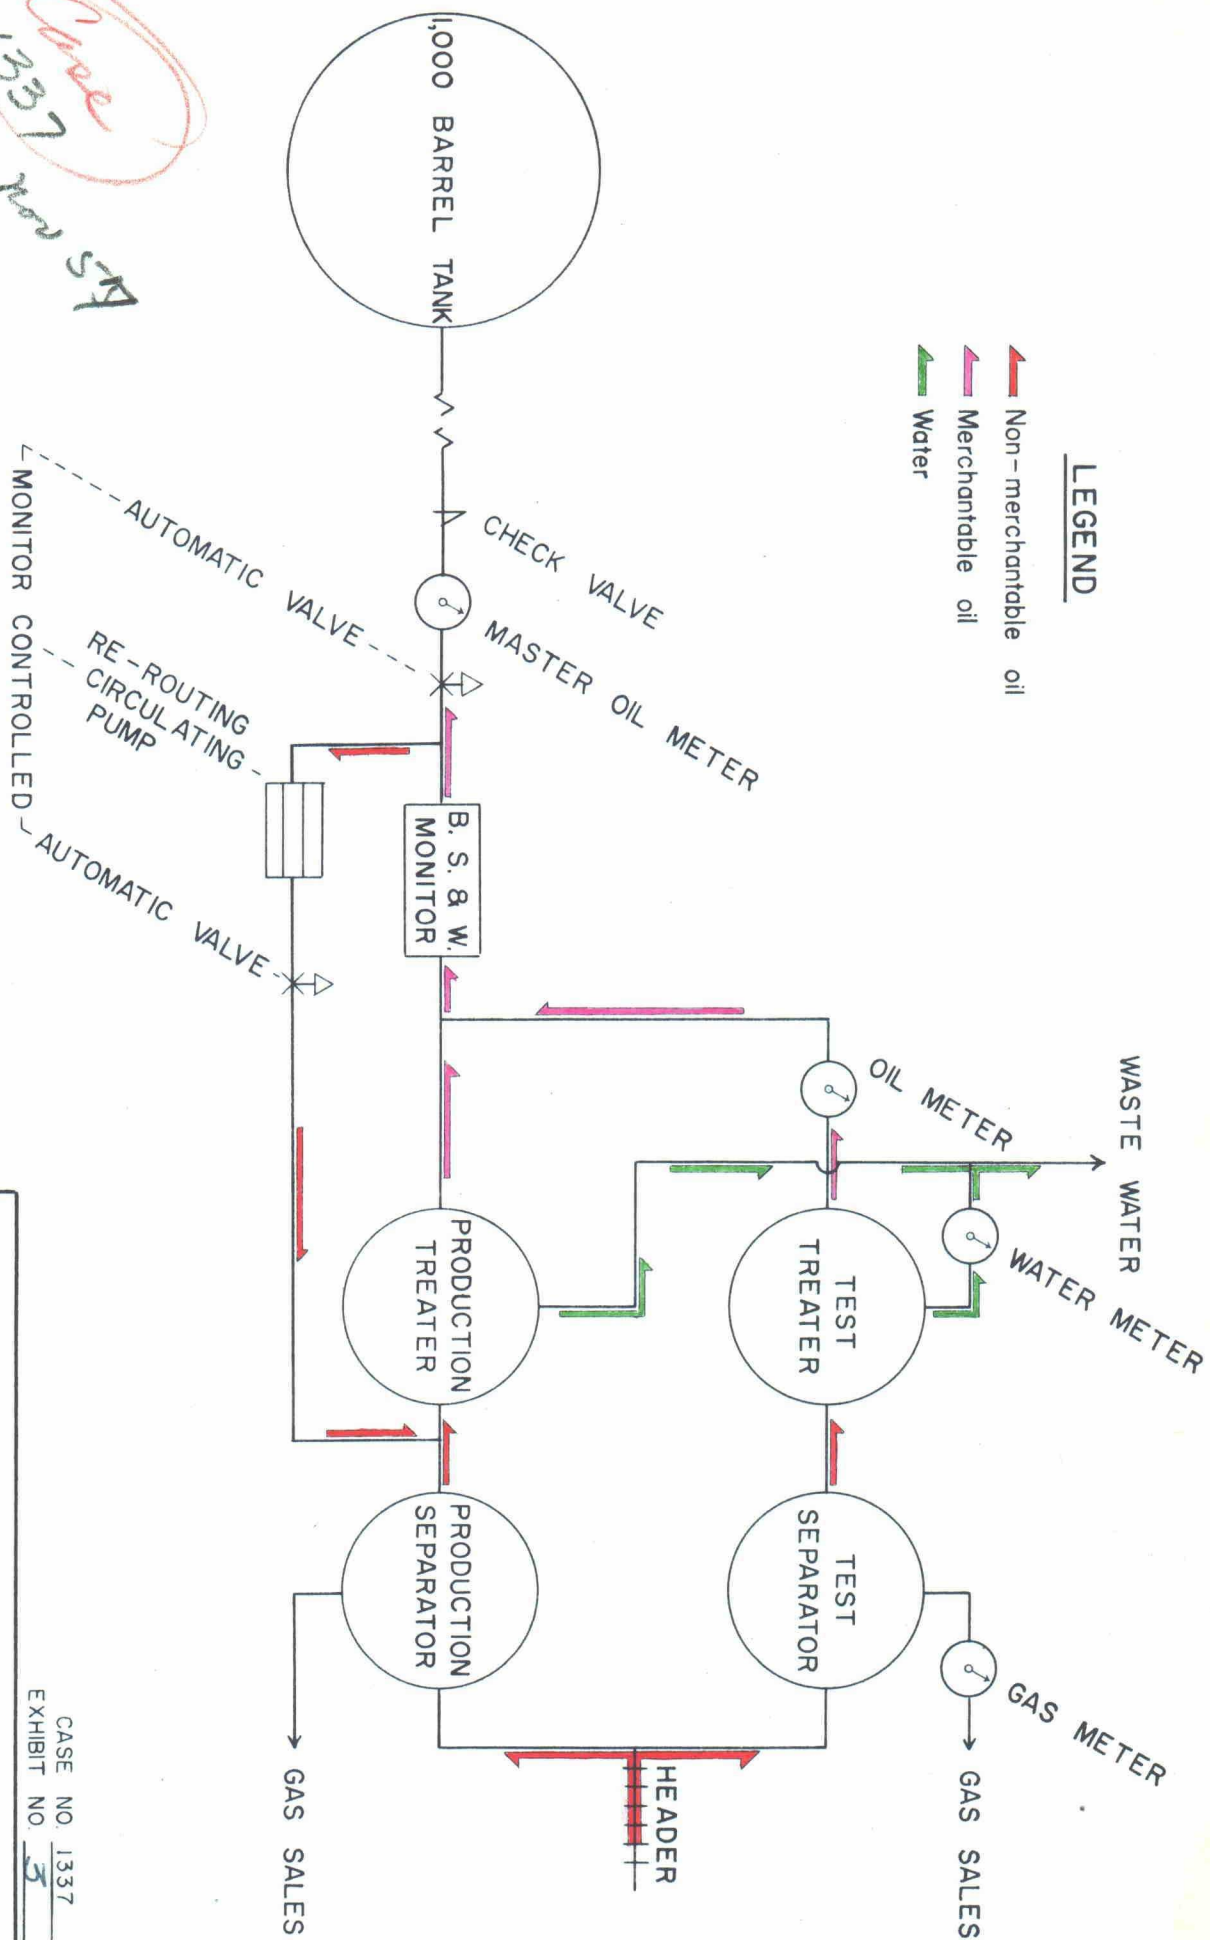 Case
1337
LEGEND
Non-merchantable oil
Merchantable oil
Water
1,000 BARREL TANK
CHECK VALVE
MASTER OIL METER
AUTOMATIC VALVE
RE-ROUTING
CIRCULATING
PUMP
MONITOR CONTROLLED
AUTOMATIC VALVE
B. S. & W.
MONITOR
OIL METER
WASTE WATER
WATER METER
TEST
TREATER
PRODUCTION
TREATER
TEST
SEPARATOR
PRODUCTION
SEPARATOR
GAS METER
GAS SALES
HEADER
GAS SALES
CASE NO. 1337
EXHIBIT NO. 3